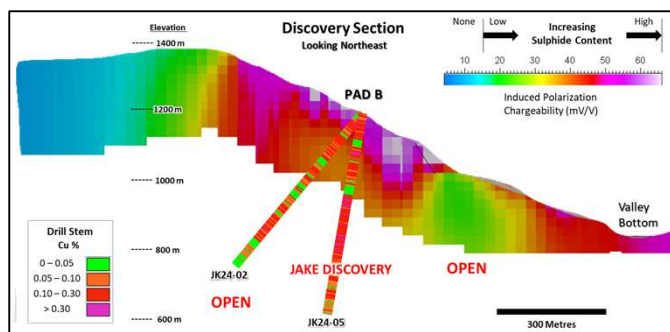 Elevation
1400 m
1200 m
1000 m
800 m
600 m
Discovery Section
Looking Northeast
PAD B
None
Low
Increasing
Sulphide Content
High
0
10
20
30
40
50
60
Induced Polarization
Chargeability (mV/V)
Valley
Bottom
Drill Stem
Cu %
0 – 0.05
0.05 – 0.10
0.10 – 0.30
> 0.30
JK24-02
OPEN
JAKE DISCOVERY
JK24-05
OPEN
300 Metres